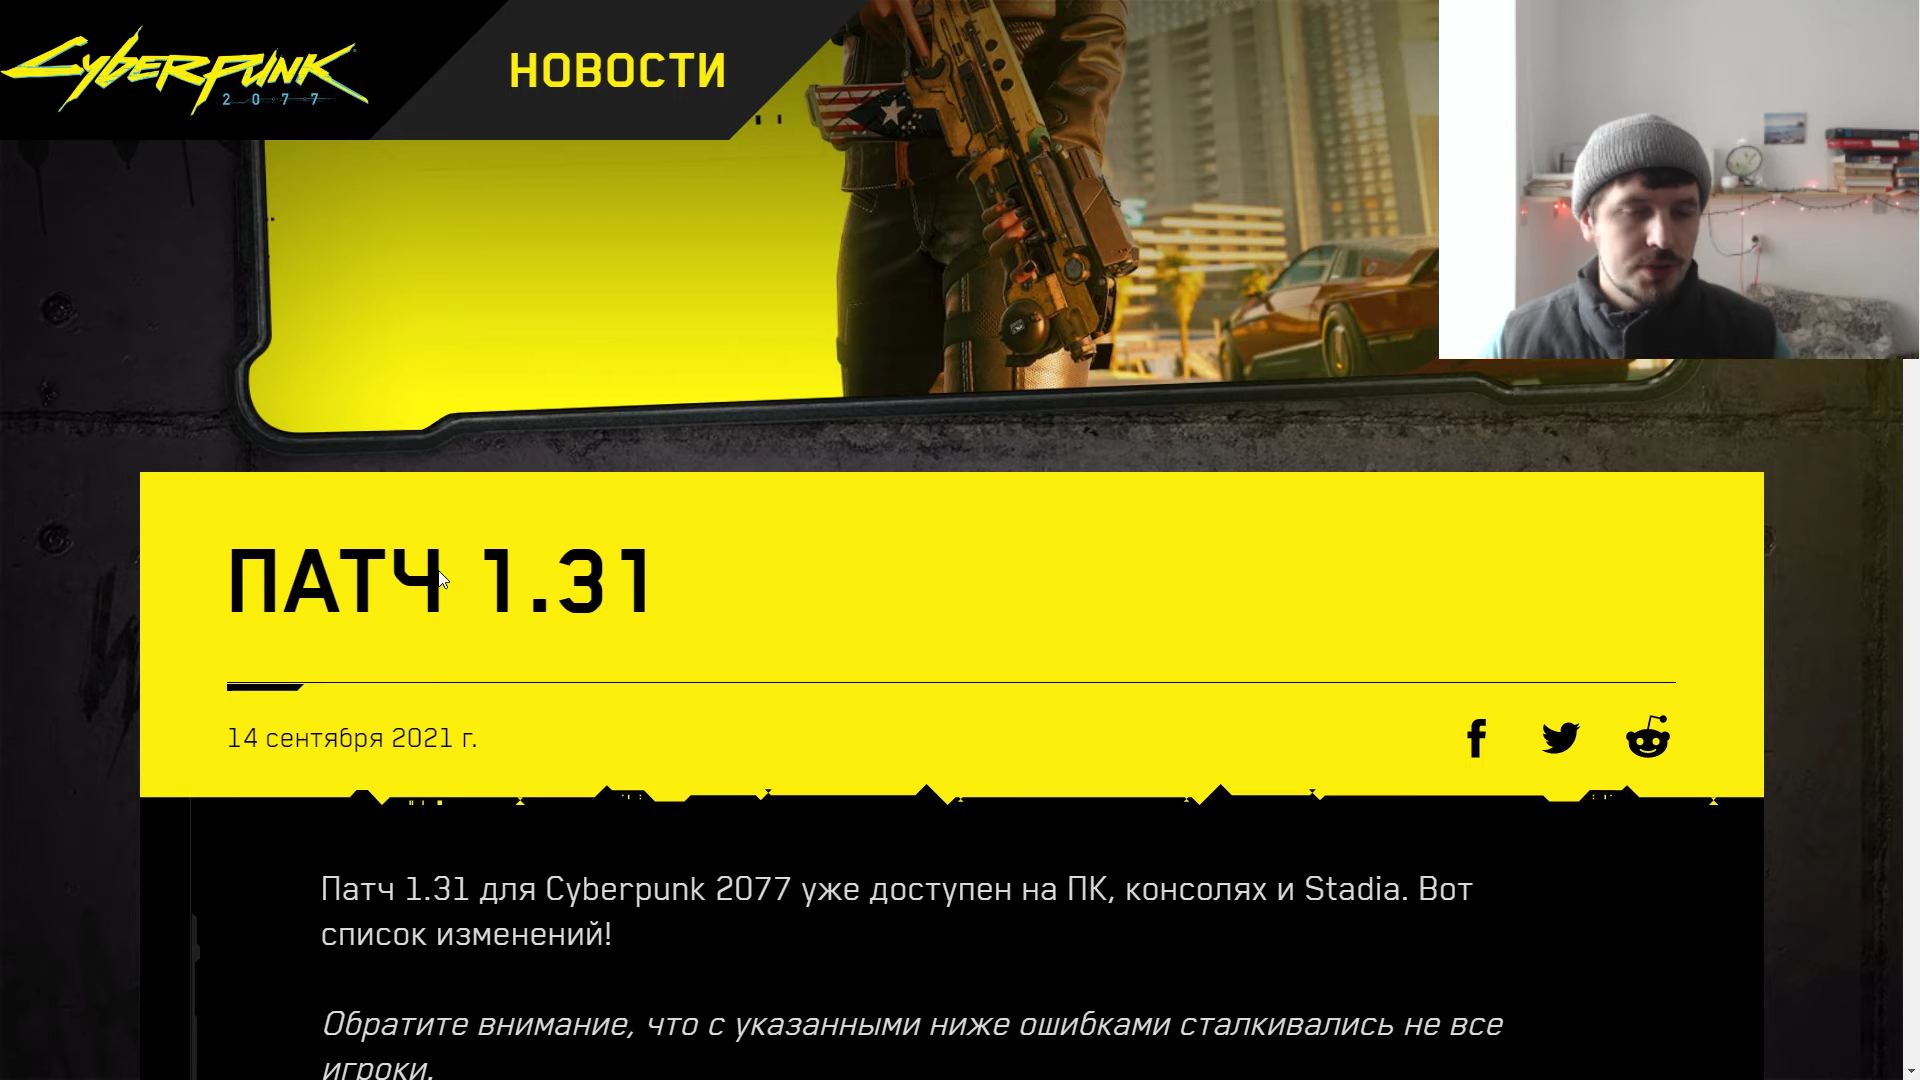 Cyberpunk
2077
НОВОСТИ
ПАТЧ 1.31
14 сентября 2021 г.
Патч 1.31 для Cyberpunk 2077 уже доступен на ПК, консолях и Stadia. Вот
список изменений!
Обратите внимание, что с указанными ниже ошибками сталкивались не все
игроки.